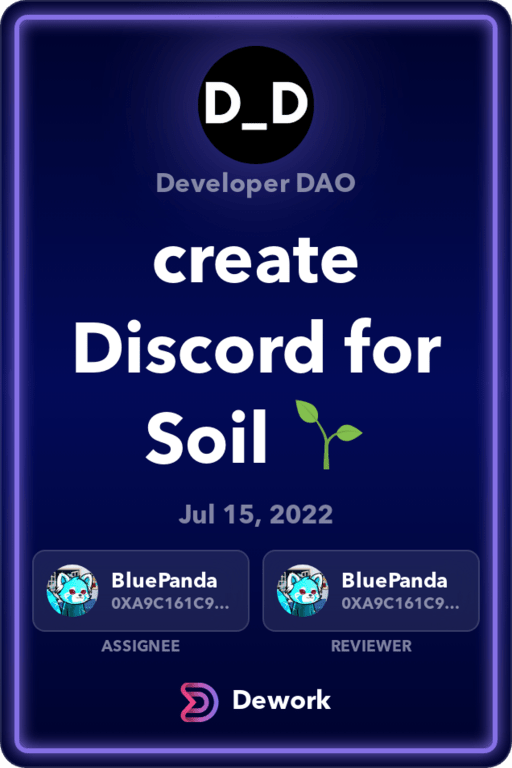 D_D
Developer DAO
create
Discord for
Soil 🌱
Jul 15, 2022
BluePanda
0XA9C161C9...
ASSIGNEE
BluePanda
0XA9C161C9...
REVIEWER
Dework